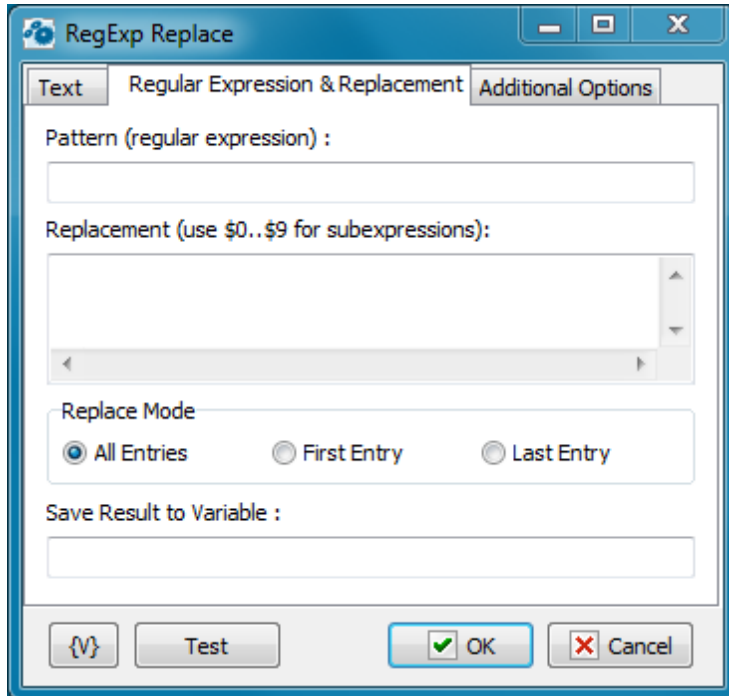 RegExp Replace
Text Regular Expression & Replacement Additional Options
Pattern (regular expression) :
Replacement (use $0..$9 for subexpressions):
Replace Mode
All Entries First Entry Last Entry
Save Result to Variable :
{V} Test OK Cancel